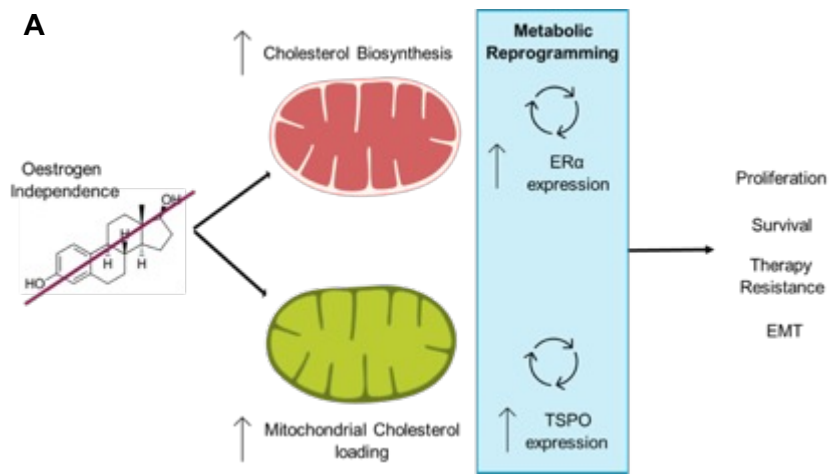 A
Cholesterol Biosynthesis
Metabolic
Reprogramming
Oestrogen
Independence
OH
H
H
H
HO
ERα
expression
Proliferation
Survival
Therapy
Resistance
EMT
Mitochondrial Cholesterol
loading
TSPO
expression